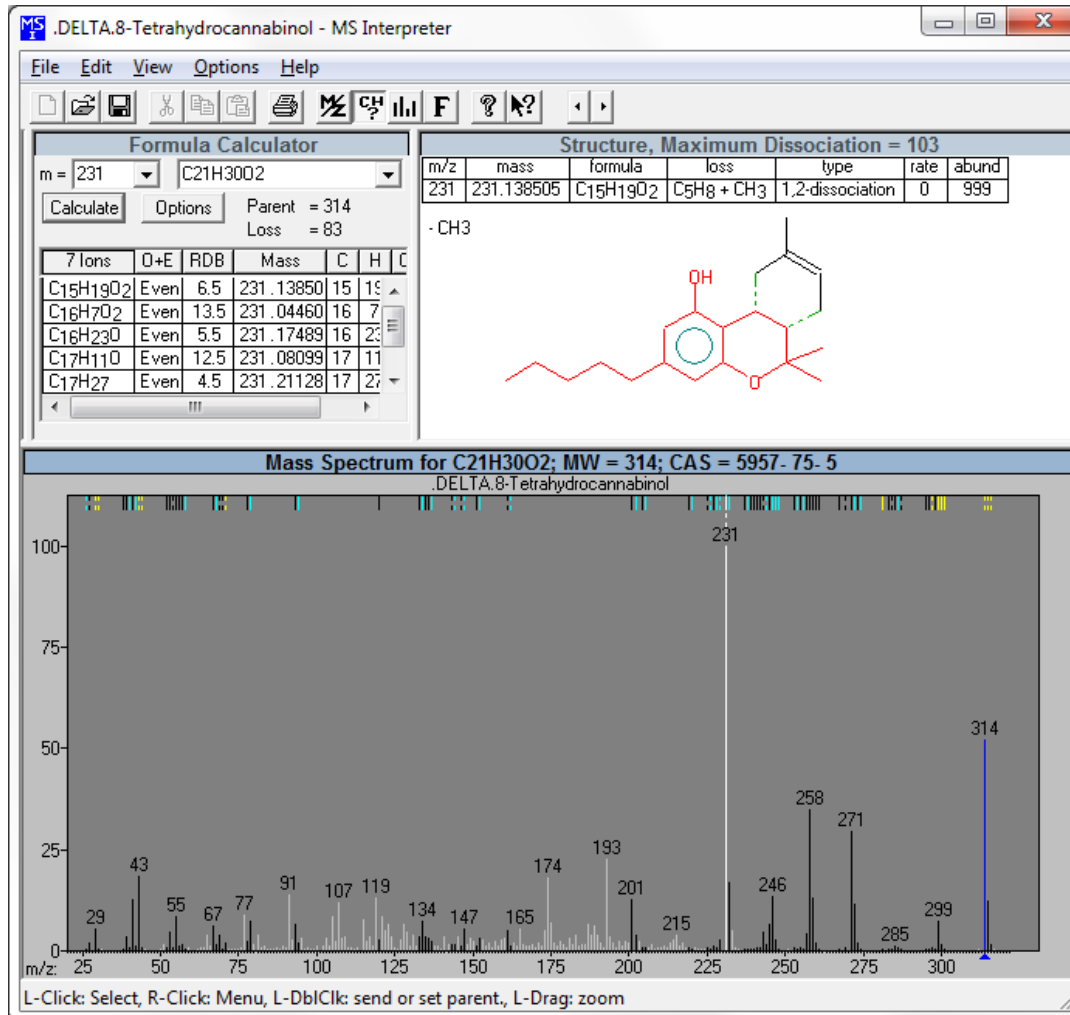 .DELTA.8-Tetrahydrocannabinol - MS Interpreter
File Edit View Options Help
Formula Calculator
m = 231 C21H30O2
Calculate Options Parent = 314
Loss = 83
7 Ions O+E RDB Mass C H
C15H19O2 Even 6.5 231.13850 15
C16H7O2 Even 13.5 231.04460 16 7
C16H23O Even 5.5 231.17489 16 23
C17H11O Even 12.5 231.08099 17 11
C17H27 Even 4.5 231.21128 17 27
Structure, Maximum Dissociation = 103
m/z mass formula loss type rate abund
231 231.138505 C15H19O2 C5H8 + CH3 1,2-dissociation 0 999
- CH3
OH
O
Mass Spectrum for C21H30O2; MW = 314; CAS = 5957- 75- 5
.DELTA.8-Tetrahydrocannabinol
100
75
50
25
0
231
314
258
271
193
43
174
91
119
107
246
201
29
55
67
77
134
147
165
215
285
299
m/z: 25 50 75 100 125 150 175 200 225 250 275 300
L-Click: Select, R-Click: Menu, L-DblClk: send or set parent., L-Drag: zoom